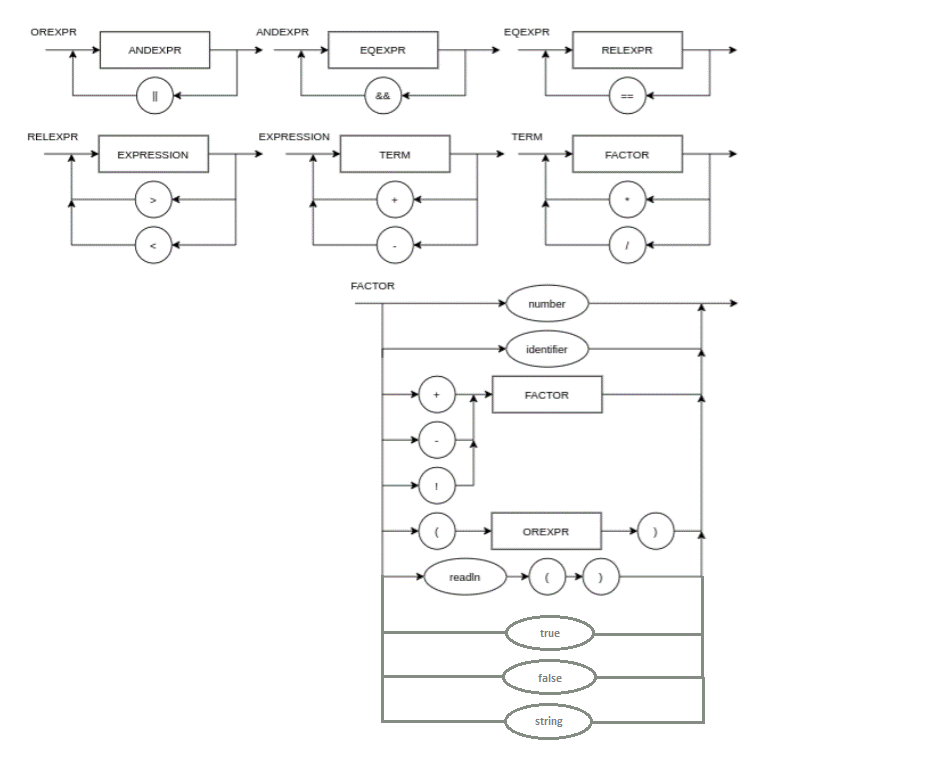 OREXPR ANDEXPR ANDEXPR EQEXPR EQEXPR RELEXPR
|| && ==
RELEXPR EXPRESSION EXPRESSION TERM TERM FACTOR
> + *
< - /
FACTOR
number
identifier
+ FACTOR
-
!
( OREXPR )
readln ( )
true
false
string